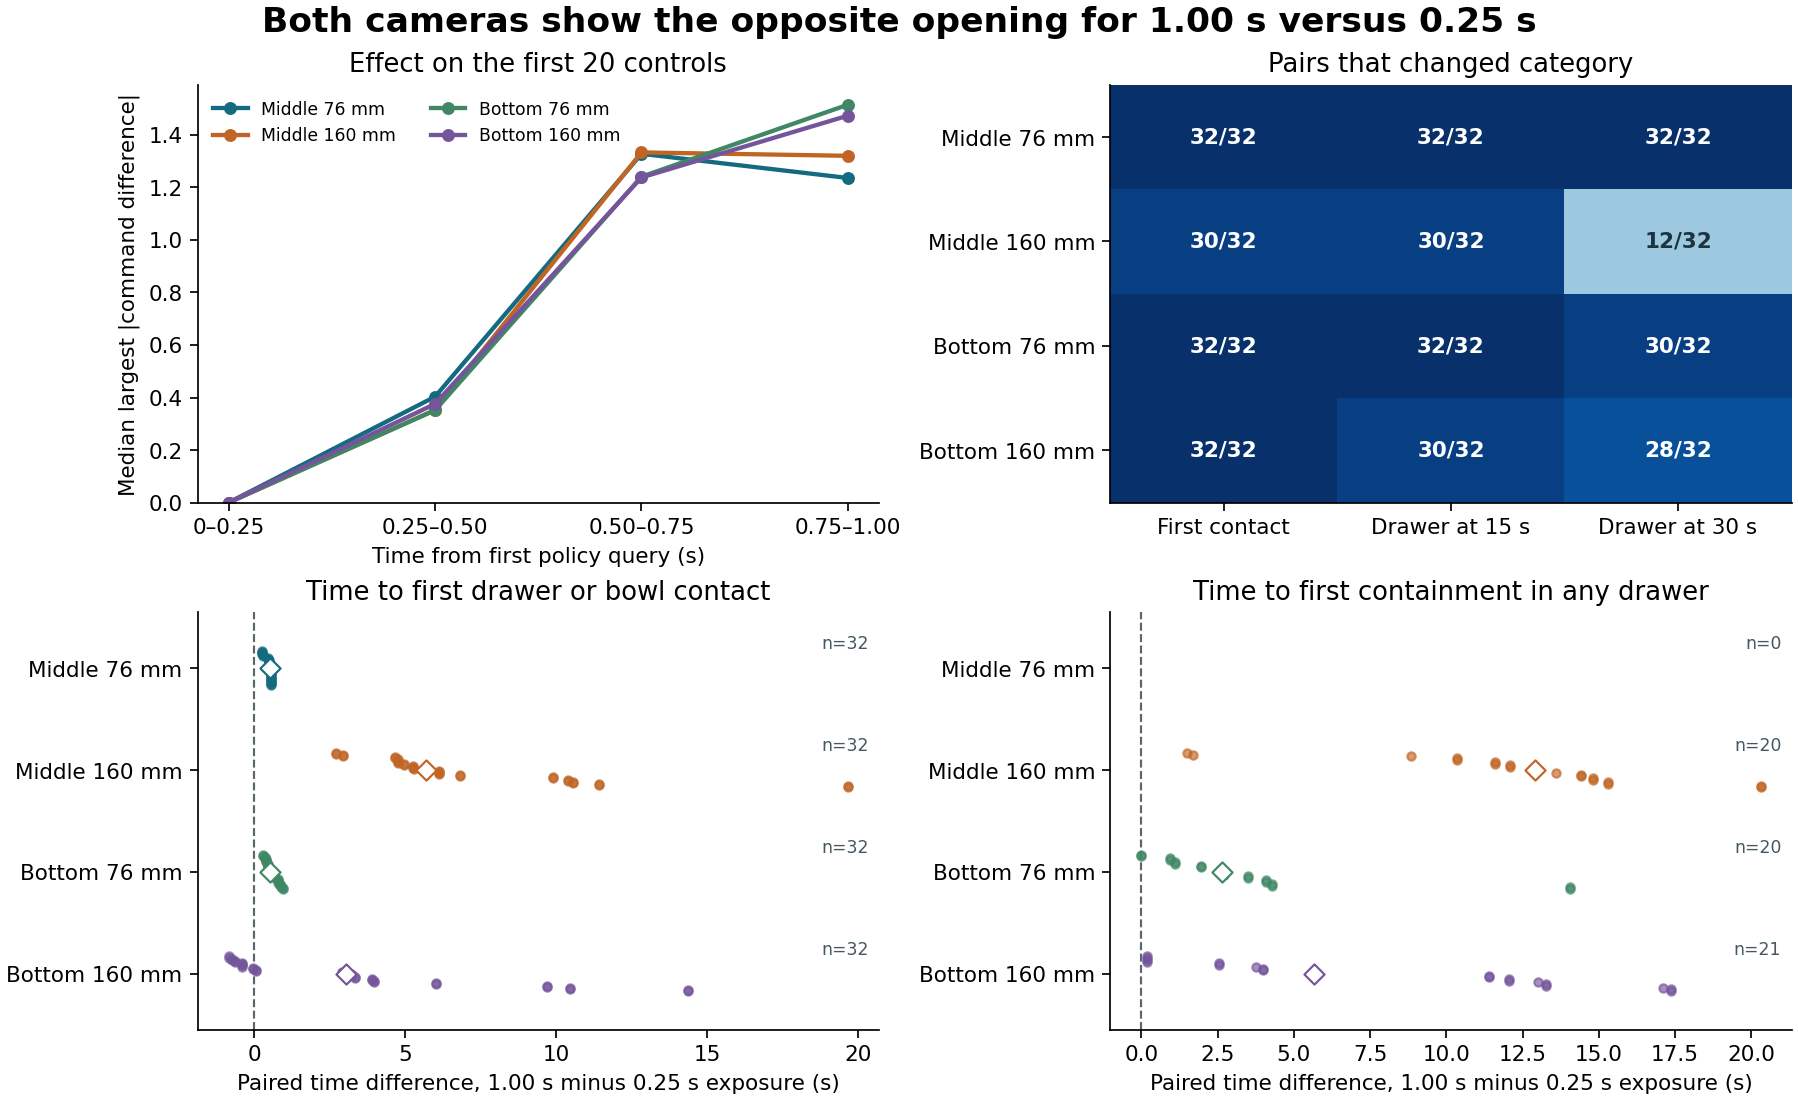 Both cameras show the opposite opening for 1.00 s versus 0.25 s
Effect on the first 20 controls
Median largest |command difference|
1.4
1.2
1.0
0.8
0.6
0.4
0.2
0.0
Middle 76 mm
Middle 160 mm
Bottom 76 mm
Bottom 160 mm
0–0.25
0.25–0.50
0.50–0.75
0.75–1.00
Time from first policy query (s)
Pairs that changed category
Middle 76 mm
32/32
32/32
32/32
Middle 160 mm
30/32
30/32
12/32
Bottom 76 mm
32/32
32/32
30/32
Bottom 160 mm
32/32
30/32
28/32
First contact
Drawer at 15 s
Drawer at 30 s
Time to first drawer or bowl contact
Middle 76 mm
n=32
Middle 160 mm
n=32
Bottom 76 mm
n=32
Bottom 160 mm
n=32
0
5
10
15
20
Paired time difference, 1.00 s minus 0.25 s exposure (s)
Time to first containment in any drawer
Middle 76 mm
n=0
Middle 160 mm
n=20
Bottom 76 mm
n=20
Bottom 160 mm
n=21
0.0
2.5
5.0
7.5
10.0
12.5
15.0
17.5
20.0
Paired time difference, 1.00 s minus 0.25 s exposure (s)